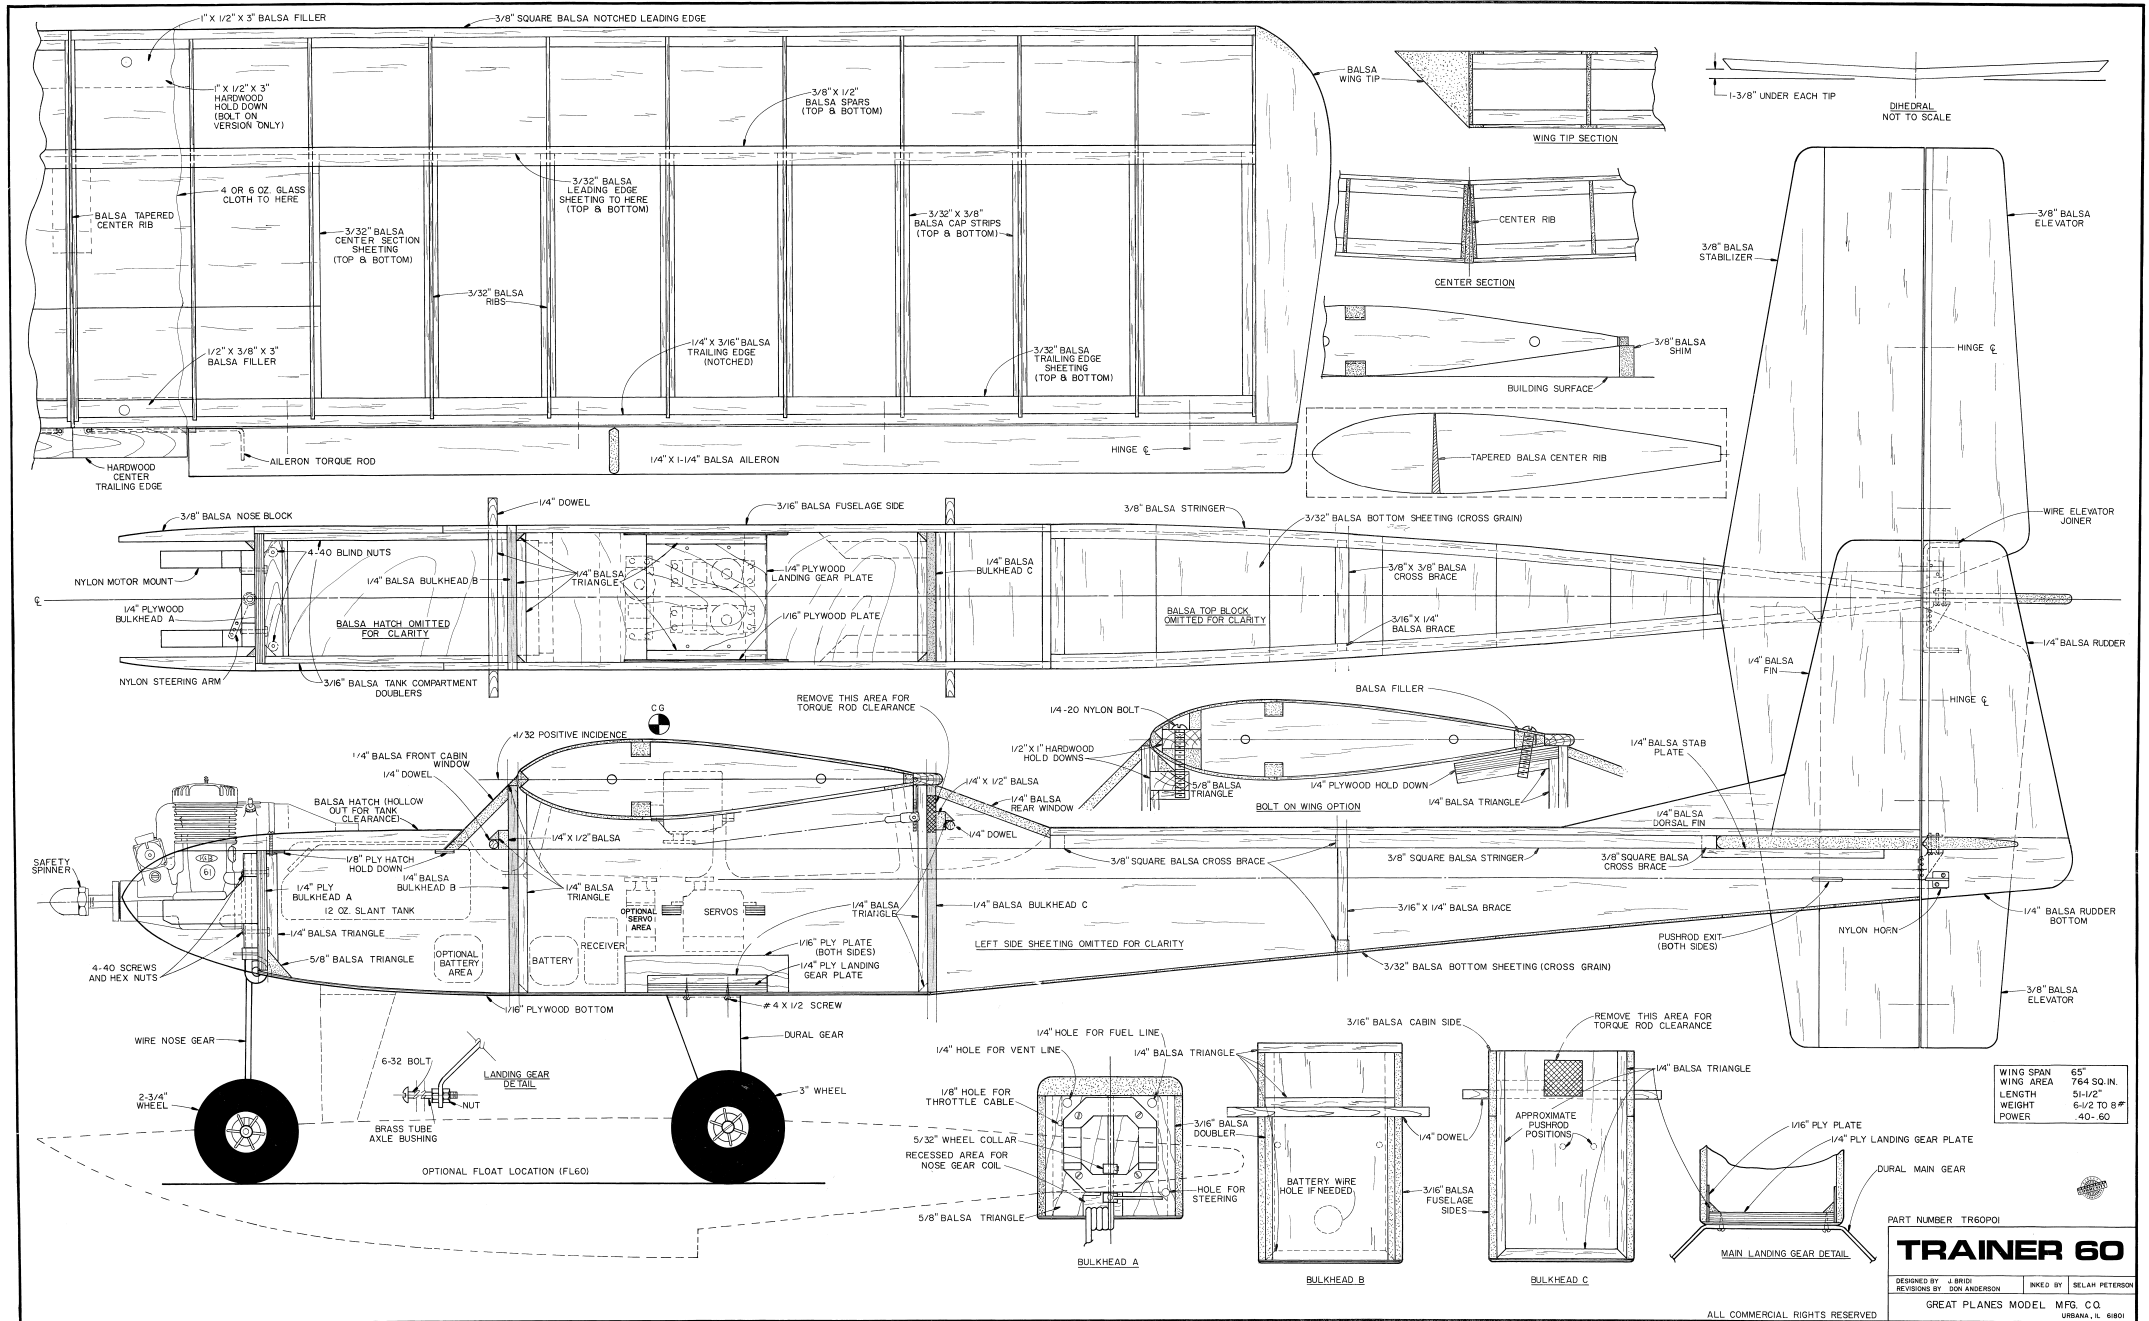 1" X 1/2" X 3" BALSA FILLER
3/8" SQUARE BALSA NOTCHED LEADING EDGE
1" X 1/2" X 3"
HARDWOOD
HOLD DOWN
(BOLT ON
VERSION ONLY)
3/8" X 1/2"
BALSA SPARS
(TOP & BOTTOM)
4 OR 6 OZ. GLASS
CLOTH TO HERE
BALSA TAPERED
CENTER RIB
3/32" BALSA
LEADING EDGE
SHEETING TO HERE
(TOP & BOTTOM)
3/32" BALSA
CENTER SECTION
SHEETING
(TOP & BOTTOM)
3/32" X 3/8"
BALSA CAP STRIPS
(TOP & BOTTOM)
3/32" BALSA
RIBS
1/2" X 3/8" X 3"
BALSA FILLER
1/4" X 3/16" BALSA
TRAILING EDGE
(NOTCHED)
3/32" BALSA
TRAILING EDGE
SHEETING
(TOP & BOTTOM)
HARDWOOD
CENTER
TRAILING EDGE
AILERON TORQUE ROD
1/4" X 1-1/4" BALSA AILERON
HINGE ℄
BALSA
WING TIP
WING TIP SECTION
1-3/8" UNDER EACH TIP
DIHEDRAL
NOT TO SCALE
CENTER RIB
CENTER SECTION
3/8" BALSA
SHIM
BUILDING SURFACE
TAPERED BALSA CENTER RIB
3/8" BALSA
STABILIZER
3/8" BALSA
ELEVATOR
HINGE ℄
WIRE ELEVATOR
JOINER
1/4" BALSA RUDDER
1/4" BALSA
FIN
HINGE ℄
3/8" BALSA NOSE BLOCK
1/4" DOWEL
3/16" BALSA FUSELAGE SIDE
3/8" BALSA STRINGER
3/32" BALSA BOTTOM SHEETING (CROSS GRAIN)
4-40 BLIND NUTS
NYLON MOTOR MOUNT
1/4" BALSA BULKHEAD B
1/4" BALSA
TRIANGLE
1/4" PLYWOOD
LANDING GEAR PLATE
1/4" BALSA
BULKHEAD C
3/8" X 3/8" BALSA
CROSS BRACE
℄
1/4" PLYWOOD
BULKHEAD A
BALSA HATCH OMITTED
FOR CLARITY
1/16" PLYWOOD PLATE
BALSA TOP BLOCK
OMITTED FOR CLARITY
3/16" X 1/4"
BALSA BRACE
NYLON STEERING ARM
3/16" BALSA TANK COMPARTMENT
DOUBLERS
REMOVE THIS AREA FOR
TORQUE ROD CLEARANCE
CG
+1/32 POSITIVE INCIDENCE
1/4" BALSA FRONT CABIN
WINDOW
1/4" DOWEL
BALSA HATCH (HOLLOW
OUT FOR TANK
CLEARANCE)
1/4" X 1/2" BALSA
1/4" BALSA
REAR WINDOW
1/4" DOWEL
1/4" X 1/2" BALSA
SAFETY
SPINNER
K&B
61
1/8" PLY HATCH
HOLD DOWN
1/4" PLY
BULKHEAD A
1/4" BALSA
BULKHEAD B
1/4" BALSA
TRIANGLE
12 OZ. SLANT TANK
1/4" BALSA TRIANGLE
5/8" BALSA TRIANGLE
4-40 SCREWS
AND HEX NUTS
OPTIONAL
BATTERY
AREA
BATTERY
RECEIVER
OPTIONAL
SERVO
AREA
SERVOS
1/4" BALSA
TRIANGLE
1/4" BALSA BULKHEAD C
1/16" PLY PLATE
(BOTH SIDES)
1/4" PLY LANDING
GEAR PLATE
LEFT SIDE SHEETING OMITTED FOR CLARITY
1/16" PLYWOOD BOTTOM
# 4 X 1/2 SCREW
BALSA FILLER
1/4-20 NYLON BOLT
1/2" X 1" HARDWOOD
HOLD DOWNS
5/8" BALSA
TRIANGLE
1/4" PLYWOOD HOLD DOWN
1/4" BALSA TRIANGLE
BOLT ON WING OPTION
1/4" BALSA STAB
PLATE
1/4" BALSA
DORSAL FIN
3/8" SQUARE BALSA CROSS BRACE
3/8" SQUARE BALSA STRINGER
3/8" SQUARE BALSA
CROSS BRACE
3/16" X 1/4" BALSA BRACE
3/32" BALSA BOTTOM SHEETING (CROSS GRAIN)
PUSHROD EXIT
(BOTH SIDES)
NYLON HORN
1/4" BALSA RUDDER
BOTTOM
3/8" BALSA
ELEVATOR
WIRE NOSE GEAR
DURAL GEAR
2-3/4"
WHEEL
3" WHEEL
6-32 BOLT
LANDING GEAR
DETAIL
NUT
BRASS TUBE
AXLE BUSHING
OPTIONAL FLOAT LOCATION (FL60)
1/4" HOLE FOR FUEL LINE
1/4" HOLE FOR VENT LINE
1/8" HOLE FOR
THROTTLE CABLE
5/32" WHEEL COLLAR
RECESSED AREA FOR
NOSE GEAR COIL
5/8" BALSA TRIANGLE
3/16" BALSA
DOUBLER
HOLE FOR
STEERING
BULKHEAD A
1/4" BALSA TRIANGLE
1/4" DOWEL
BATTERY WIRE
HOLE IF NEEDED
3/16" BALSA
FUSELAGE
SIDES
BULKHEAD B
3/16" BALSA CABIN SIDE
REMOVE THIS AREA FOR
TORQUE ROD CLEARANCE
1/4" BALSA TRIANGLE
APPROXIMATE
PUSHROD
POSITIONS
BULKHEAD C
1/16" PLY PLATE
1/4" PLY LANDING GEAR PLATE
DURAL MAIN GEAR
MAIN LANDING GEAR DETAIL
WING SPAN 65"
WING AREA 764 SQ. IN.
LENGTH 51-1/2"
WEIGHT 6-1/2 TO 8#
POWER .40-.60
PART NUMBER TR60P01
TRAINER 60
DESIGNED BY J. BRIDI
REVISIONS BY DON ANDERSON
INKED BY SELAH PETERSON
GREAT PLANES MODEL MFG. CO.
URBANA, IL 61801
ALL COMMERCIAL RIGHTS RESERVED